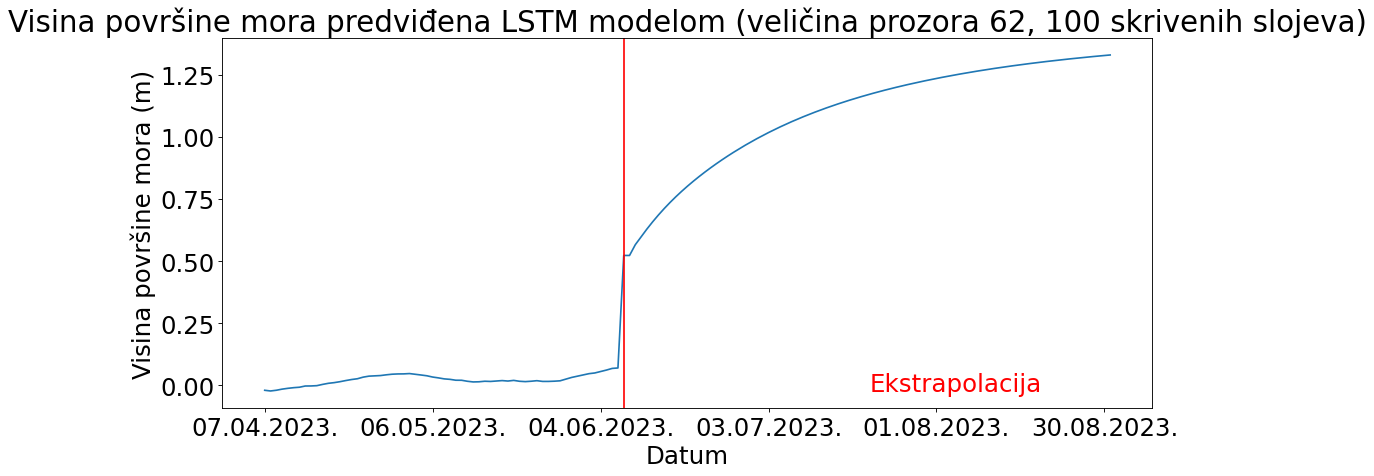 Visina površine mora predviđena LSTM modelom (veličina prozora 62, 100 skrivenih slojeva)
Visina površine mora (m)
1.25
1.00
0.75
0.50
0.25
0.00
Ekstrapolacija
07.04.2023. 06.05.2023. 04.06.2023. 03.07.2023. 01.08.2023. 30.08.2023.
Datum